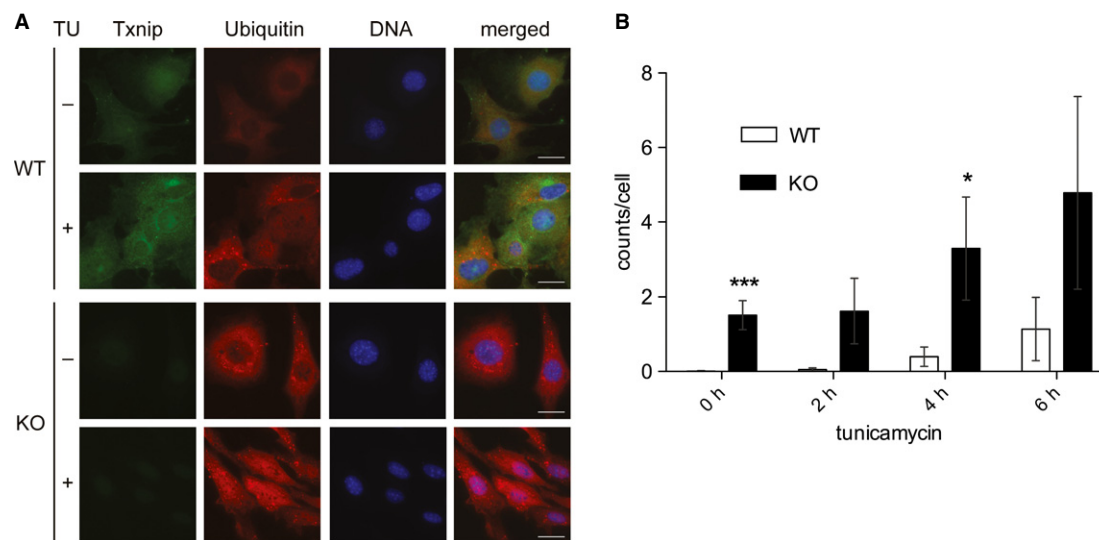 A
TU Txnip Ubiquitin DNA merged
WT
–
+
KO
–
+
B
counts/cell
8
6
4
2
0
WT
KO
***
*
0 h 2 h 4 h 6 h
tunicamycin